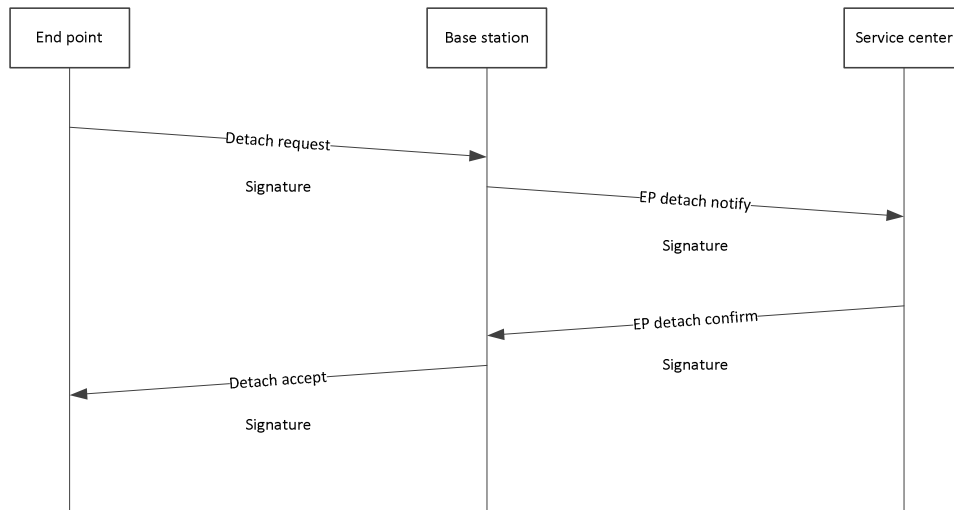 End point
Base station
Service center
Detach request
Signature
EP detach notify
Signature
EP detach confirm
Signature
Detach accept
Signature